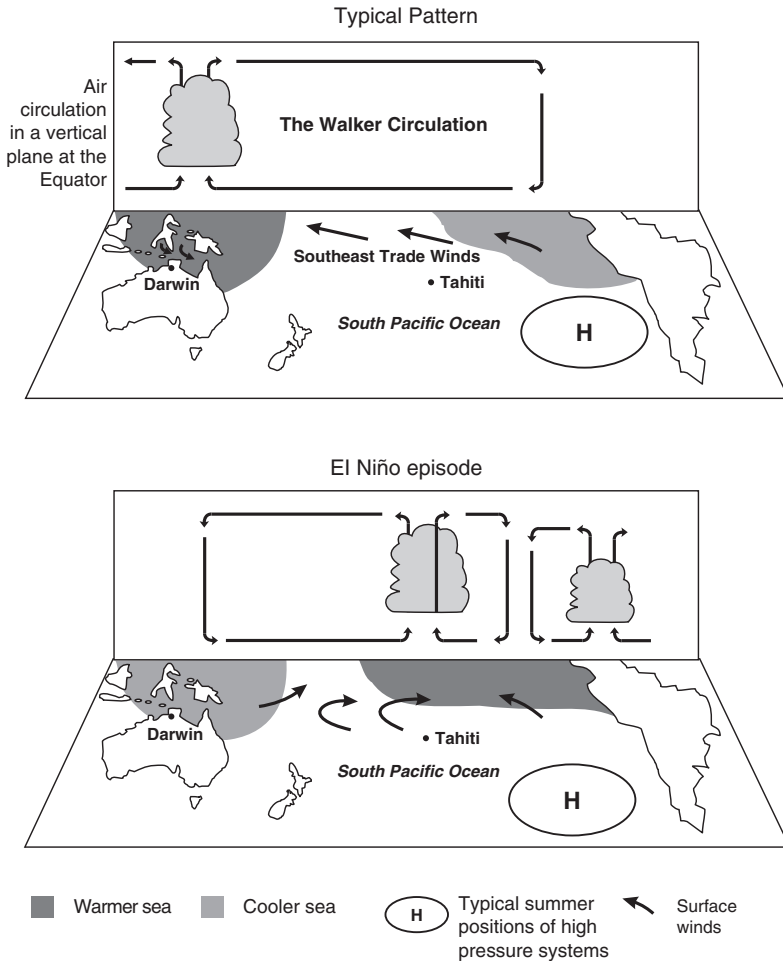 Typical Pattern
Air
circulation
in a vertical
plane at the
Equator
The Walker Circulation
Southeast Trade Winds
Darwin
Tahiti
South Pacific Ocean
H
El Niño episode
Darwin
Tahiti
South Pacific Ocean
H
Warmer sea
Cooler sea
H
Typical summer
positions of high
pressure systems
Surface
winds